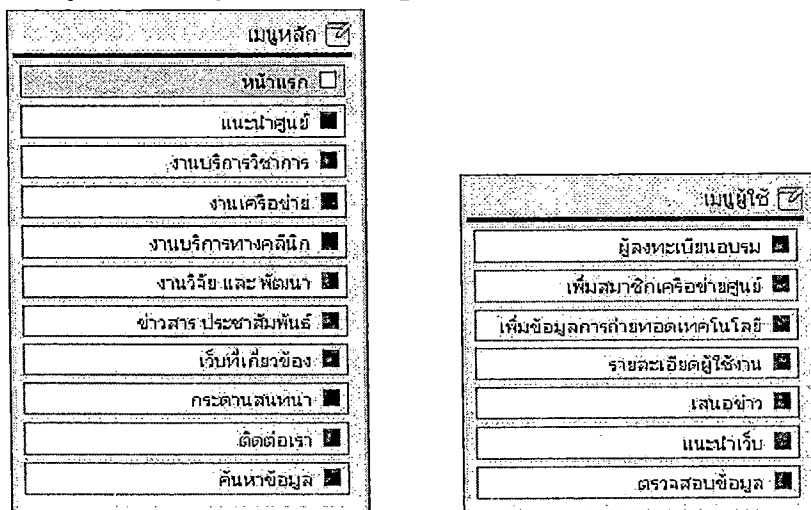 เมนูหลัก
หน้าแรก
แนะนำศูนย์
งานบริการวิชาการ
งานเครือข่าย
งานบริการทางคลีนิก
งานวิจัย และ พัฒนา
ข่าวสาร ประชาสัมพันธ์
เว็บที่เกี่ยวข้อง
กระดานสนทนา
ติดต่อเรา
ค้นหาข้อมูล
เมนูผู้ใช้
ผู้ลงทะเบียนอบรม
เพิ่มสมาชิกเครือข่ายศูนย์
เพิ่มข้อมูลการถ่ายทอดเทคโนโลยี
รายละเอียดผู้ใช้งาน
เสนอข่าว
แนะนำเว็บ
ตรวจสอบข้อมูล